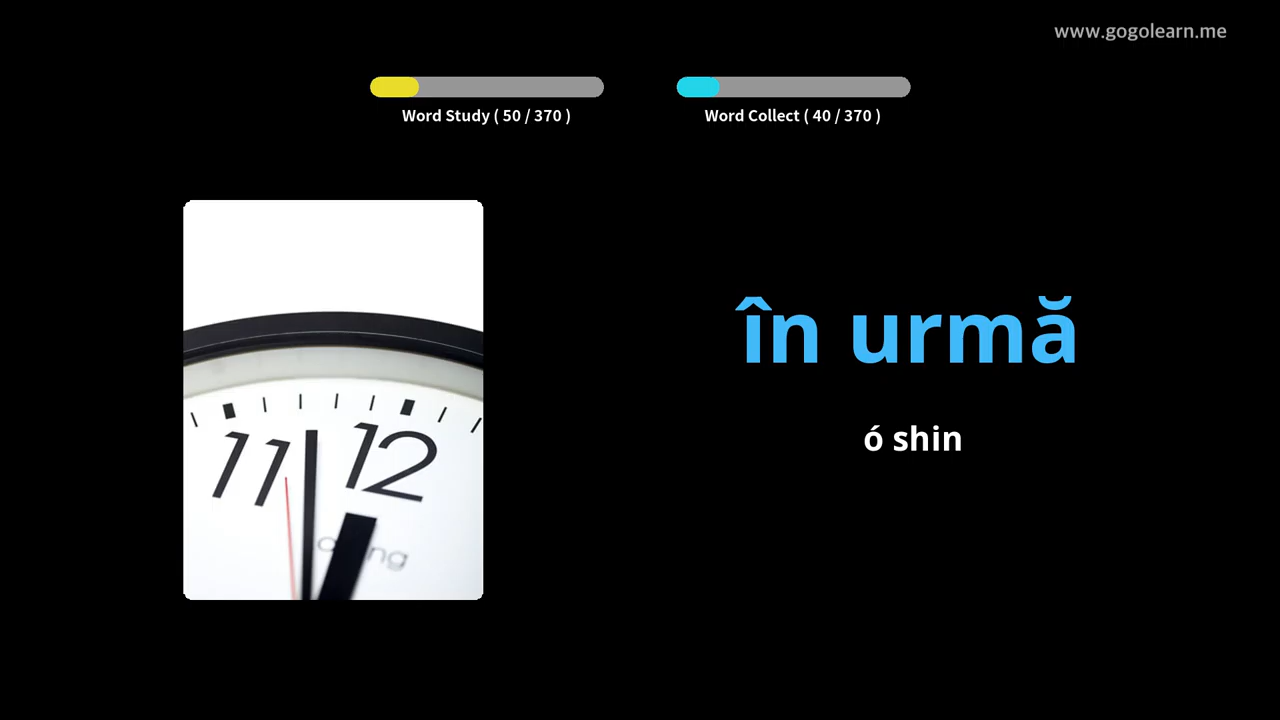 www.gogolearn.me
Word Study ( 50 / 370 )
Word Collect ( 40 / 370 )
în urmă
ó shin
11 12